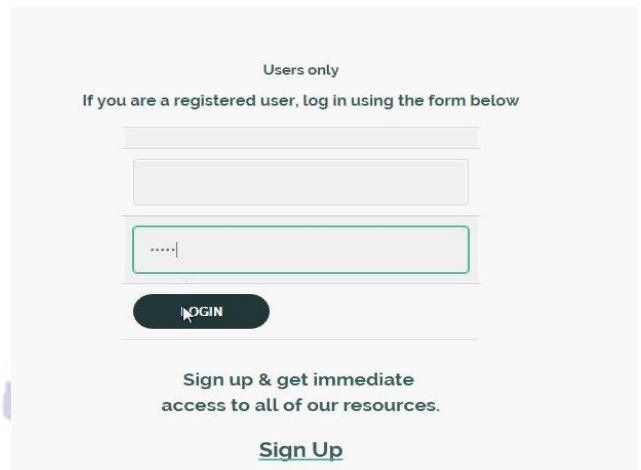 Users only
If you are a registered user, log in using the form below
•••••
LOGIN
Sign up & get immediate
access to all of our resources.
Sign Up